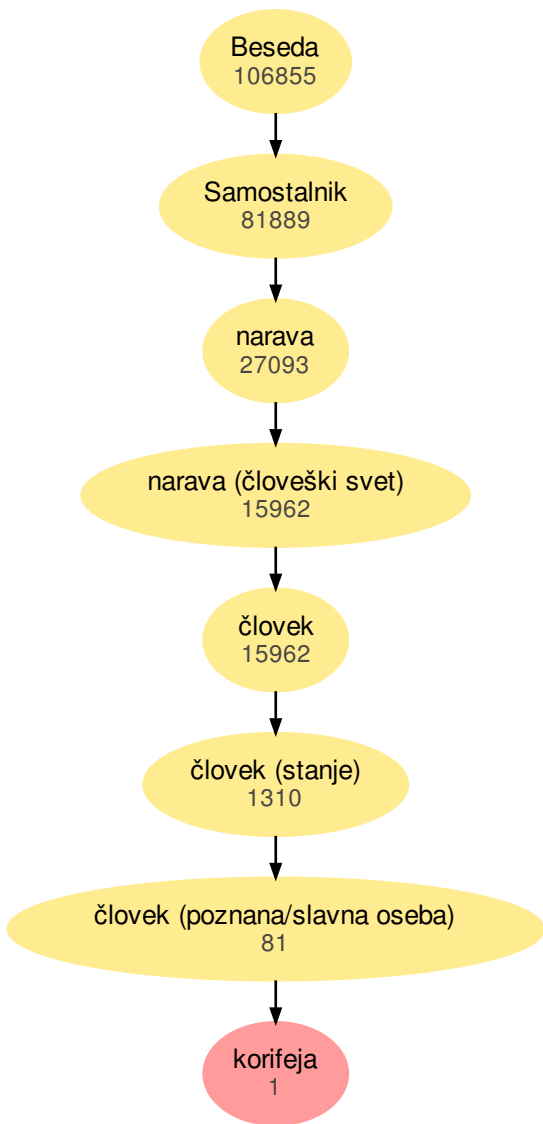 Beseda
106855
Samostalnik
81889
narava
27093
narava (človeški svet)
15962
človek
15962
človek (stanje)
1310
človek (poznana/slavna oseba)
81
korifeja
1